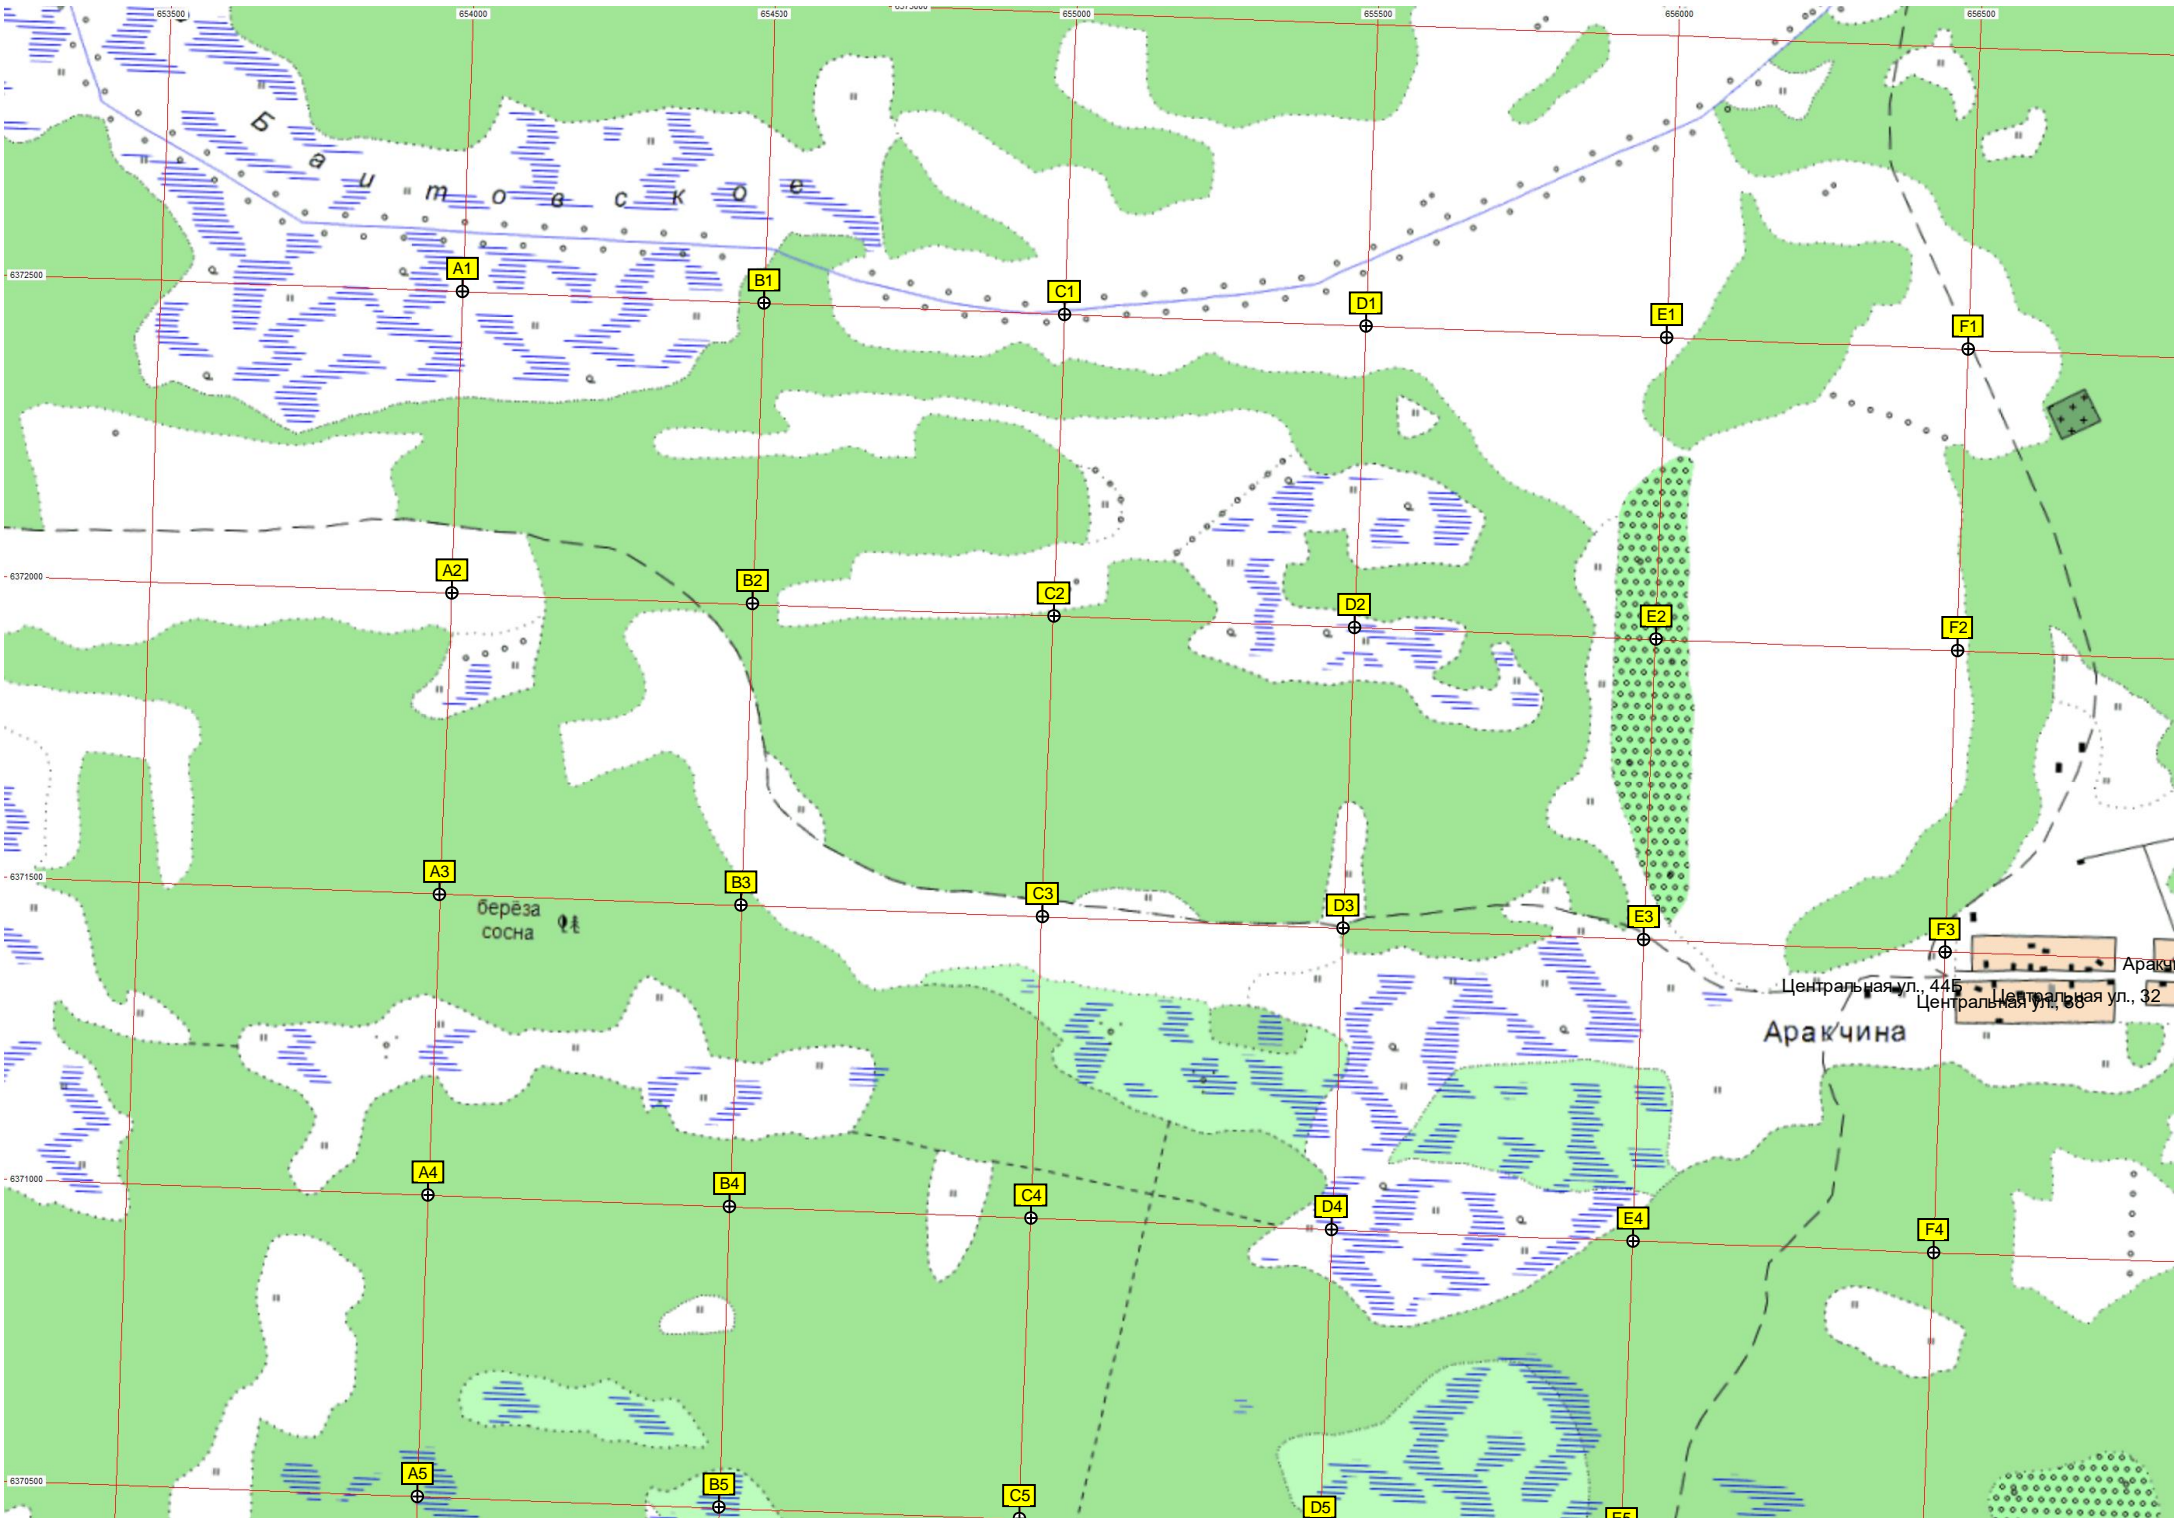 653500 654000 654500 655000 655500 656000 656500
Баитовское
6372500
A1 B1 C1 D1 E1 F1
6372000
A2 B2 C2 D2 E2 F2
6371500
A3 B3 C3 D3 E3 F3
берёза
сосна
Центральная ул., 44Б
Центральная ул., 32
Аракчина
6371000
A4 B4 C4 D4 E4 F4
6370500
A5 B5 C5 D5